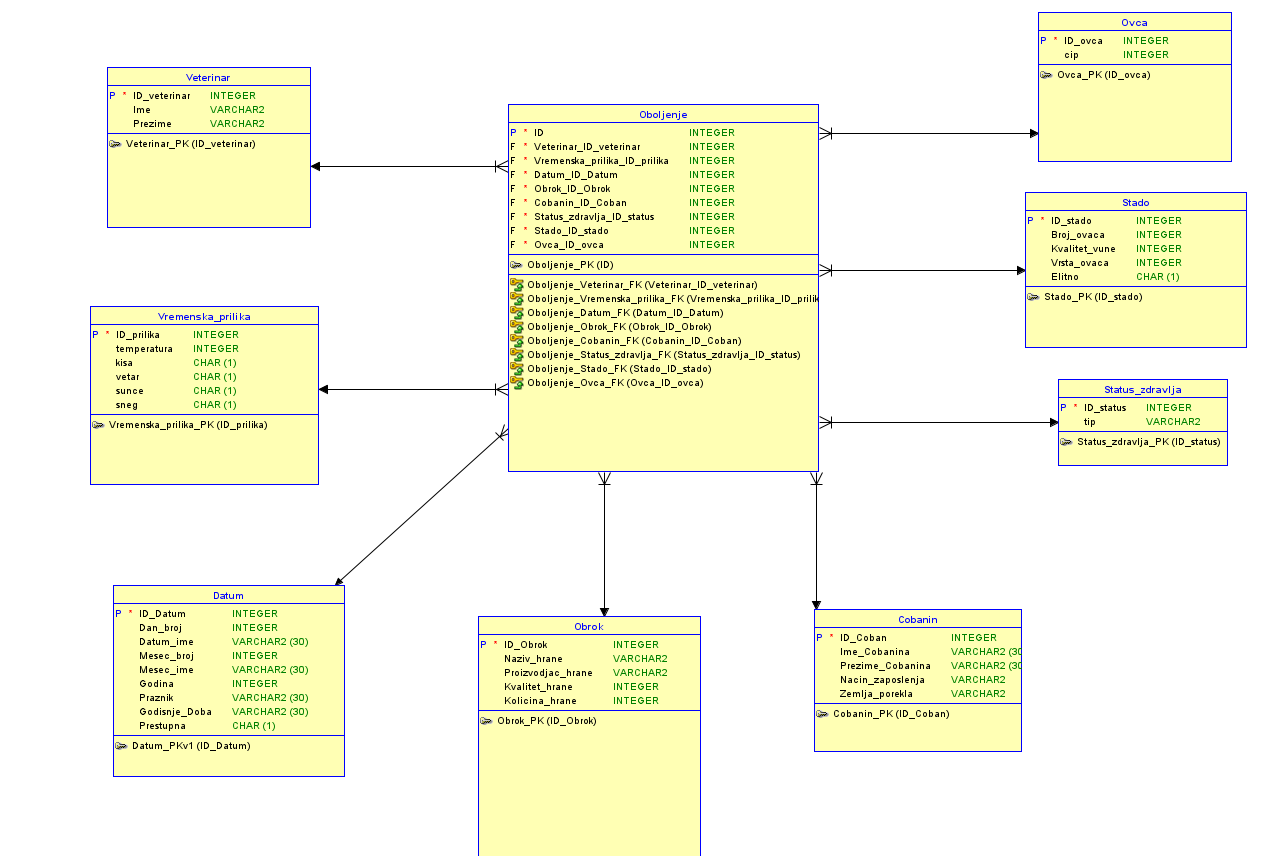 Veterinar
P * ID_veterinar INTEGER
Ime VARCHAR2
Prezime VARCHAR2
Veterinar_PK (ID_veterinar)
Vremenska_prilika
P * ID_prilika INTEGER
temperatura INTEGER
kisa CHAR (1)
vetar CHAR (1)
sunce CHAR (1)
sneg CHAR (1)
Vremenska_prilika_PK (ID_prilika)
Oboljenje
P * ID INTEGER
F * Veterinar_ID_veterinar INTEGER
F * Vremenska_prilika_ID_prilika INTEGER
F * Datum_ID_Datum INTEGER
F * Obrok_ID_Obrok INTEGER
F * Cobanin_ID_Coban INTEGER
F * Status_zdravlja_ID_status INTEGER
F * Stado_ID_stado INTEGER
F * Ovca_ID_ovca INTEGER
Oboljenje_PK (ID)
Oboljenje_Veterinar_FK (Veterinar_ID_veterinar)
Oboljenje_Vremenska_prilika_FK (Vremenska_prilika_ID_prilik
Oboljenje_Datum_FK (Datum_ID_Datum)
Oboljenje_Obrok_FK (Obrok_ID_Obrok)
Oboljenje_Cobanin_FK (Cobanin_ID_Coban)
Oboljenje_Status_zdravlja_FK (Status_zdravlja_ID_status)
Oboljenje_Stado_FK (Stado_ID_stado)
Oboljenje_Ovca_FK (Ovca_ID_ovca)
Ovca
P * ID_ovca INTEGER
cip INTEGER
Ovca_PK (ID_ovca)
Stado
P * ID_stado INTEGER
Broj_ovaca INTEGER
Kvalitet_vune INTEGER
Vrsta_ovaca INTEGER
Elitno CHAR (1)
Stado_PK (ID_stado)
Status_zdravlja
P * ID_status INTEGER
tip VARCHAR2
Status_zdravlja_PK (ID_status)
Datum
P * ID_Datum INTEGER
Dan_broj INTEGER
Datum_ime VARCHAR2 (30)
Mesec_broj INTEGER
Mesec_ime VARCHAR2 (30)
Godina INTEGER
Praznik VARCHAR2 (30)
Godisnje_Doba VARCHAR2 (30)
Prestupna CHAR (1)
Datum_PKv1 (ID_Datum)
Obrok
P * ID_Obrok INTEGER
Naziv_hrane VARCHAR2
Proizvodjac_hrane VARCHAR2
Kvalitet_hrane INTEGER
Kolicina_hrane INTEGER
Obrok_PK (ID_Obrok)
Cobanin
P * ID_Coban INTEGER
Ime_Cobanina VARCHAR2 (30
Prezime_Cobanina VARCHAR2 (30
Nacin_zaposlenja VARCHAR2
Zemlja_porekla VARCHAR2
Cobanin_PK (ID_Coban)